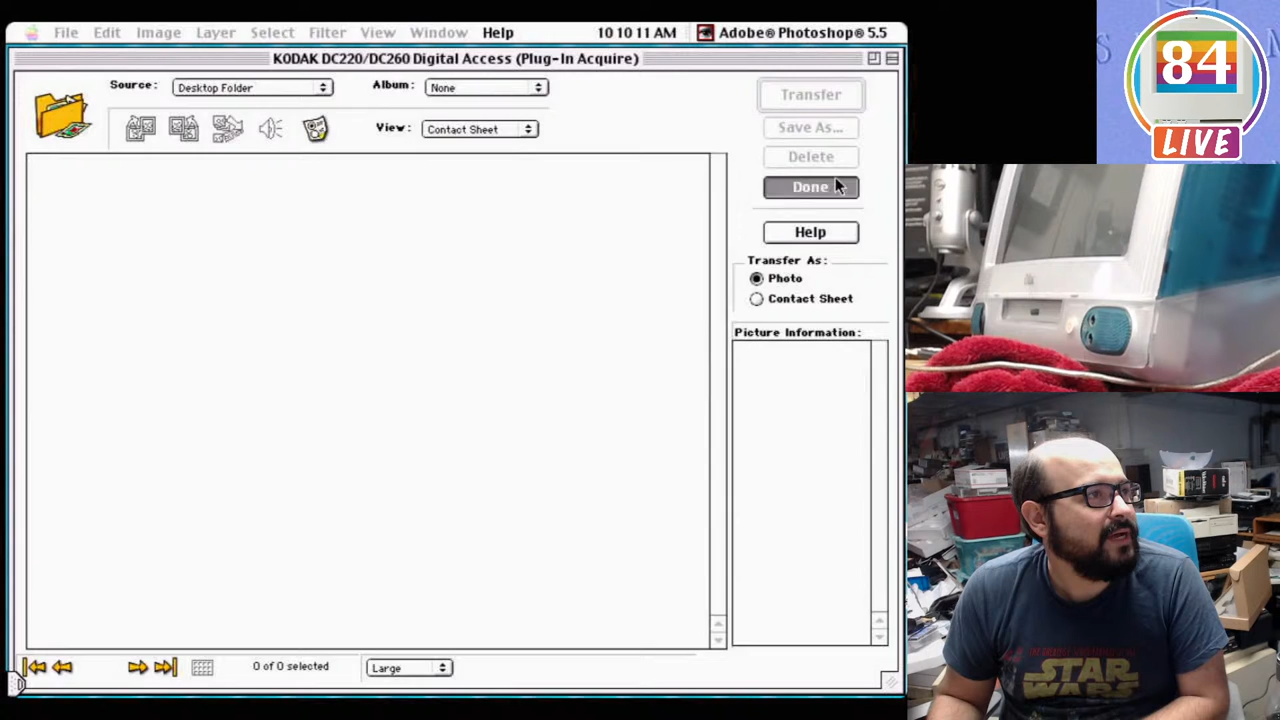 File Edit Image Layer Select Filter View Window Help 10 10 11 AM Adobe® Photoshop® 5.5
KODAK DC220/DC260 Digital Access (Plug-In Acquire)
Source: Desktop Folder Album: None
View: Contact Sheet
Transfer
Save As...
Delete
Done
Help
Transfer As:
Photo
Contact Sheet
Picture Information:
0 of 0 selected Large
84
LIVE
STAR
WARS